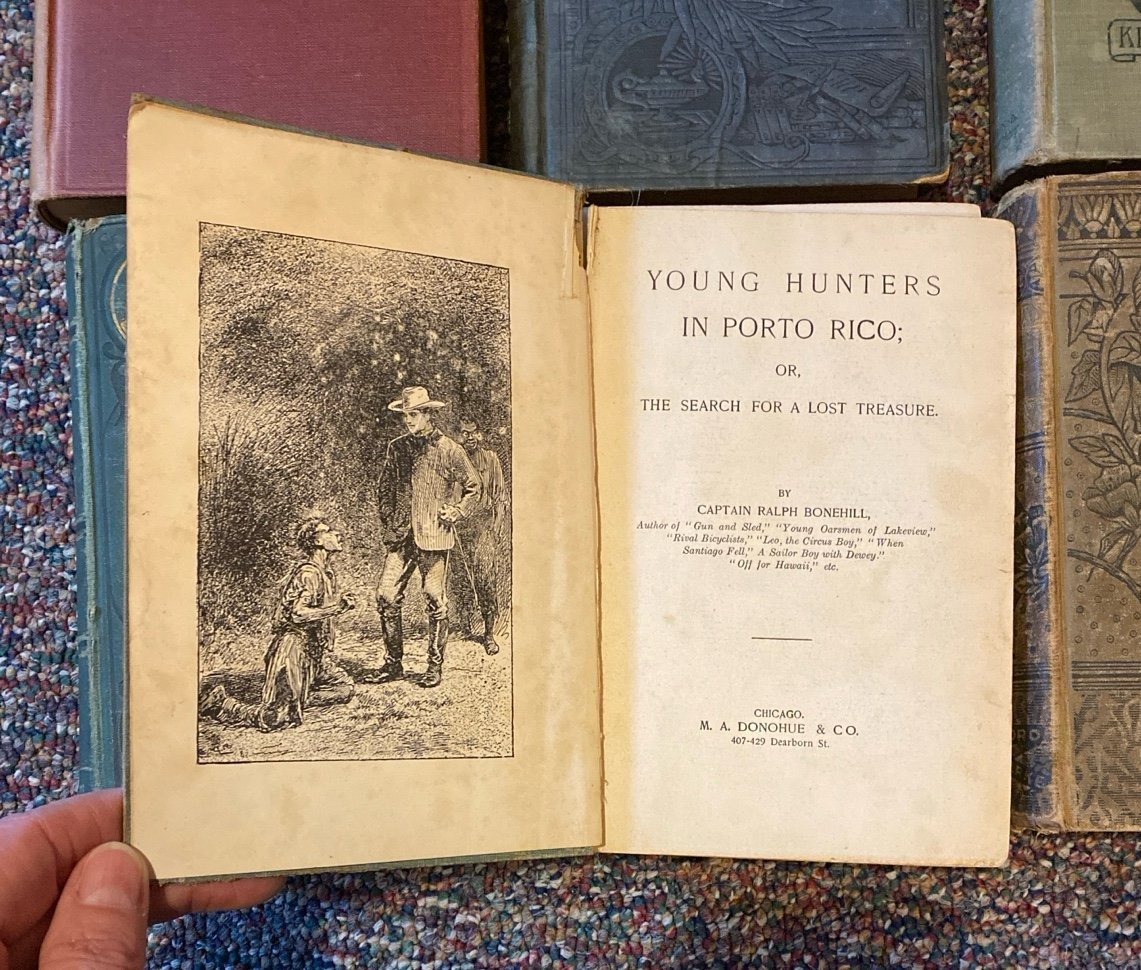 YOUNG HUNTERS
IN PORTO RICO;
OR,
THE SEARCH FOR A LOST TREASURE.
BY
CAPTAIN RALPH BONEHILL,
Author of "Gun and Sled," "Young Oarsmen of Lakeview,"
"Rival Bicyclists," "Leo, the Circus Boy," "When
Santiago Fell," A Sailor Boy with Dewey."
"Off for Hawaii," etc.
CHICAGO.
M. A. DONOHUE & CO.
407-429 Dearborn St.